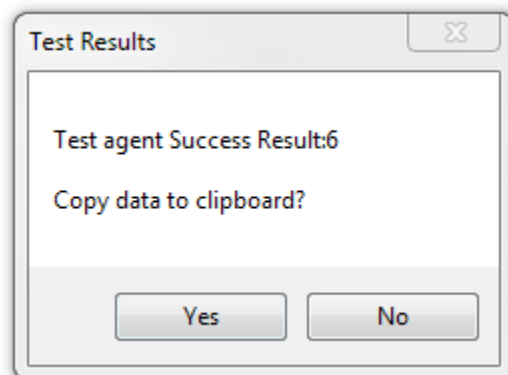 Test Results
Test agent Success Result:6
Copy data to clipboard?
Yes
No